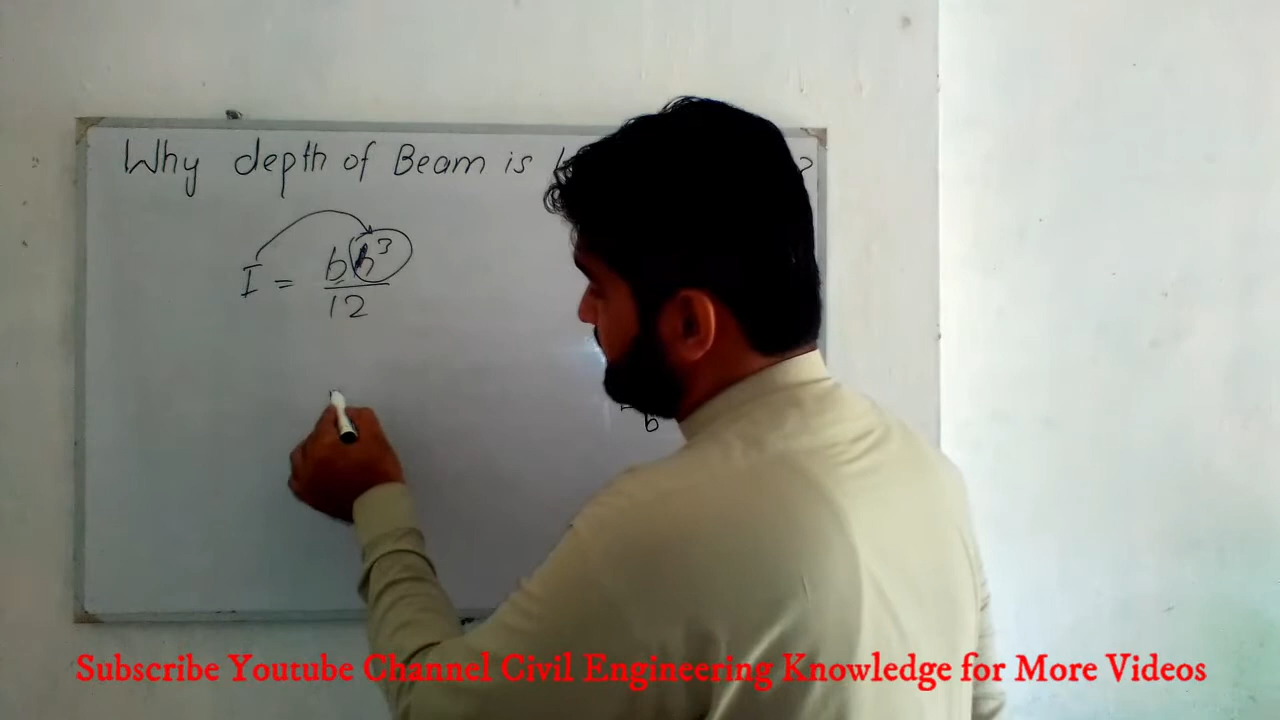 Why depth of Beam is ?
I = bh³
12
b
Subscribe Youtube Channel Civil Engineering Knowledge for More Videos